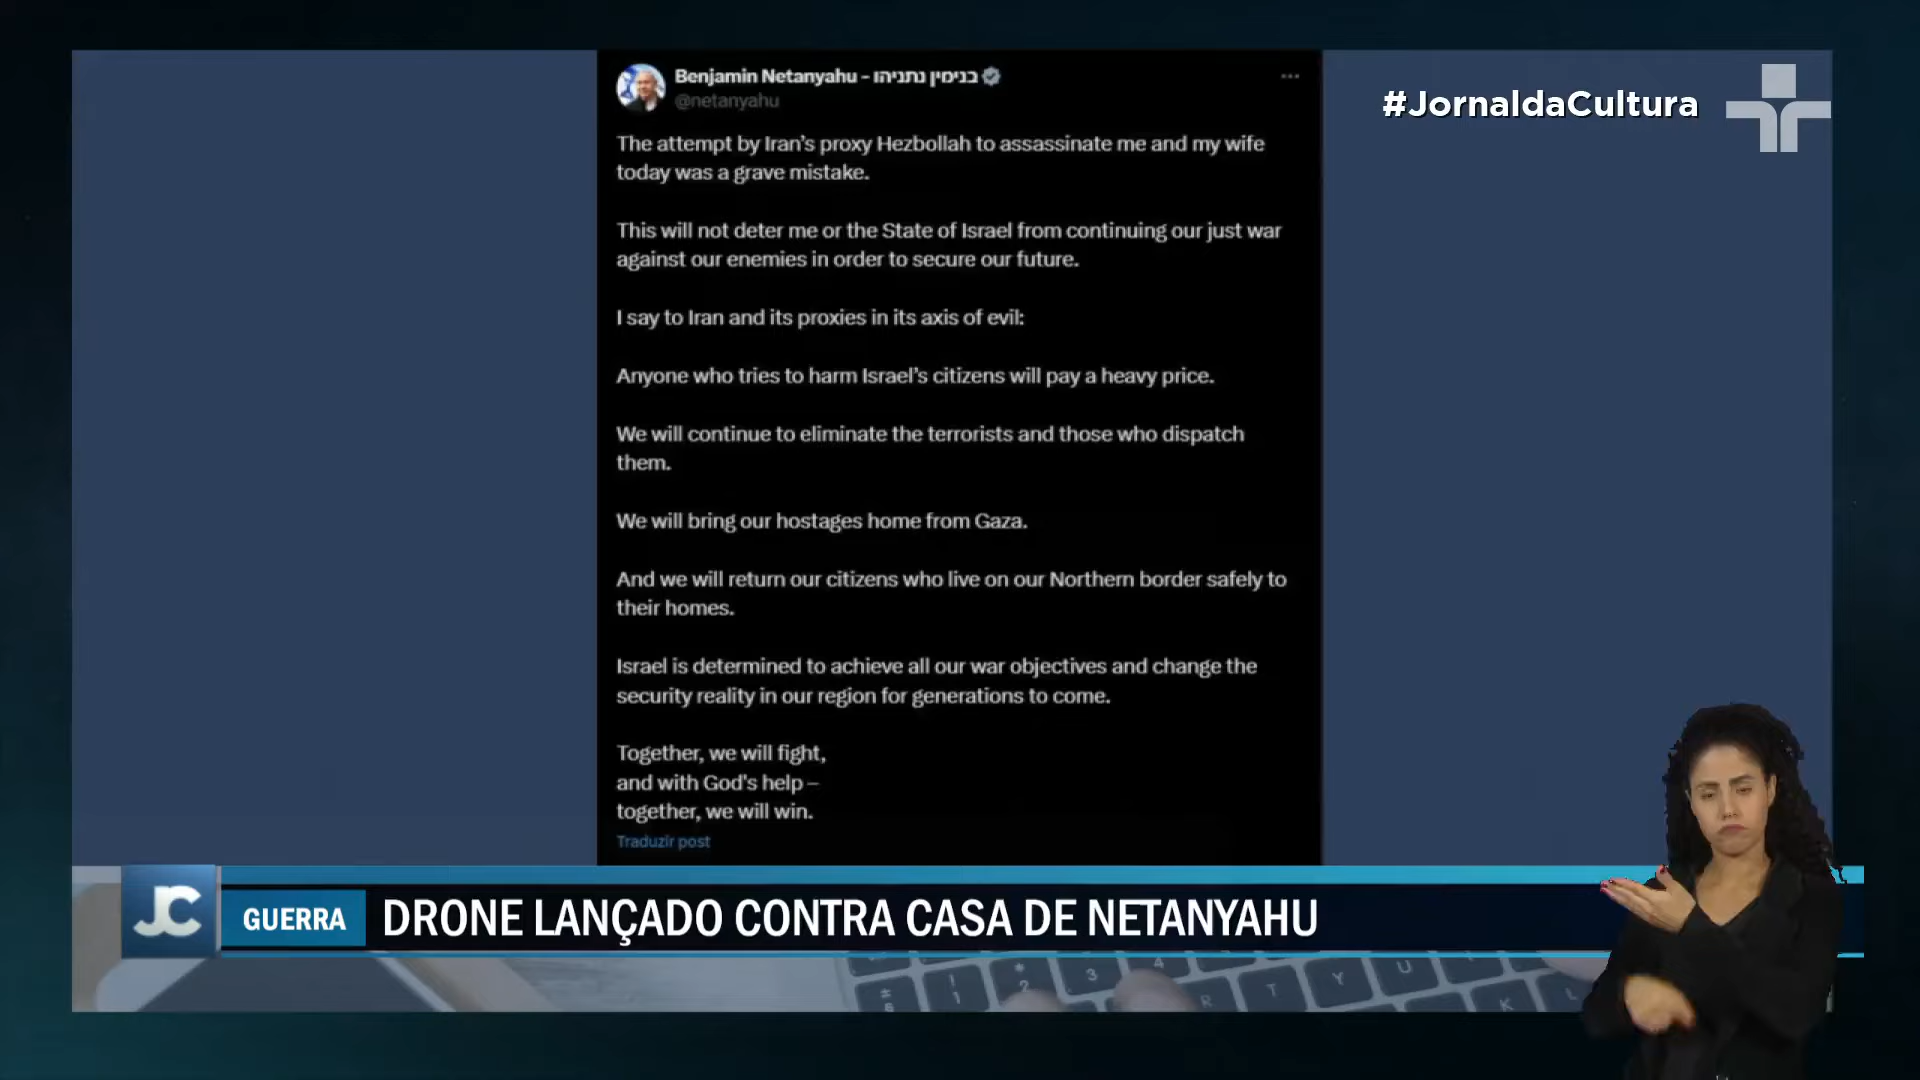 Benjamin Netanyahu - בנימין נתניהו
@netanyahu
#JornaldaCultura
The attempt by Iran's proxy Hezbollah to assassinate me and my wife
today was a grave mistake.
This will not deter me or the State of Israel from continuing our just war
against our enemies in order to secure our future.
I say to Iran and its proxies in its axis of evil:
Anyone who tries to harm Israel's citizens will pay a heavy price.
We will continue to eliminate the terrorists and those who dispatch
them.
We will bring our hostages home from Gaza.
And we will return our citizens who live on our Northern border safely to
their homes.
Israel is determined to achieve all our war objectives and change the
security reality in our region for generations to come.
Together, we will fight,
and with God's help –
together, we will win.
Traduzir post
JC
GUERRA
DRONE LANÇADO CONTRA CASA DE NETANYAHU
* 3 4
± 1 2 R T Y U
6 K L